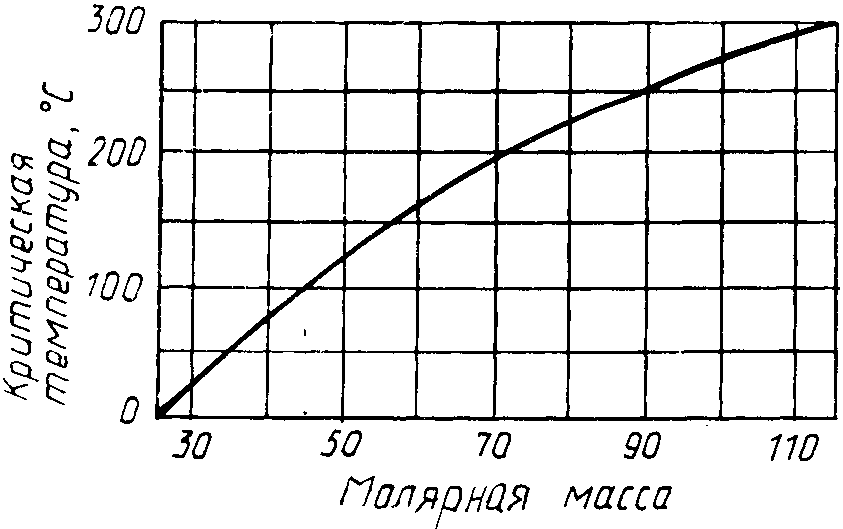 Критическая
температура, °С
300
200
100
0
30 50 70 90 110
Молярная масса